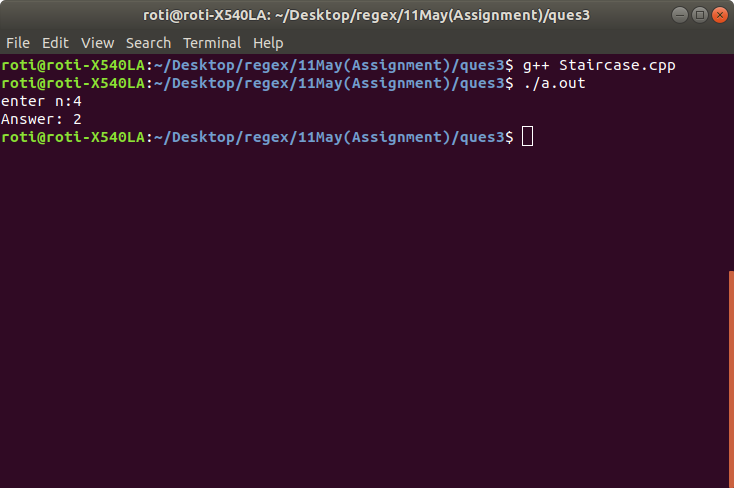 roti@roti-X540LA: ~/Desktop/regex/11May(Assignment)/ques3
File Edit View Search Terminal Help
roti@roti-X540LA:~/Desktop/regex/11May(Assignment)/ques3$ g++ Staircase.cpp
roti@roti-X540LA:~/Desktop/regex/11May(Assignment)/ques3$ ./a.out
enter n:4
Answer: 2
roti@roti-X540LA:~/Desktop/regex/11May(Assignment)/ques3$